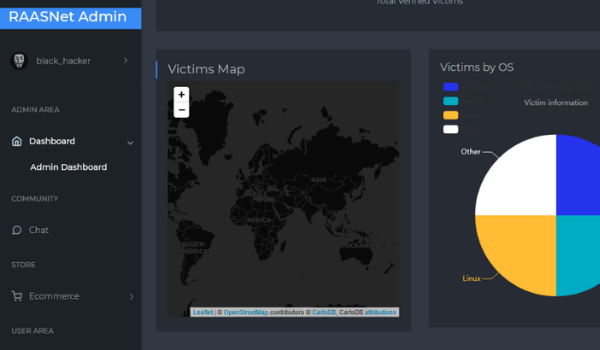 RAASNet Admin
Total Verified Victims
black_hacker
ADMIN AREA
Dashboard
Admin Dashboard
COMMUNITY
Chat
STORE
Ecommerce
USER AREA
Victims Map
+
−
ASIA
AFRICA
SOUTH
AMERICA
OCEANIA
Leaflet | © OpenStreetMap contributors © CartoDB, CartoDB attributions
Victims by OS
Victim information
Other
Linux